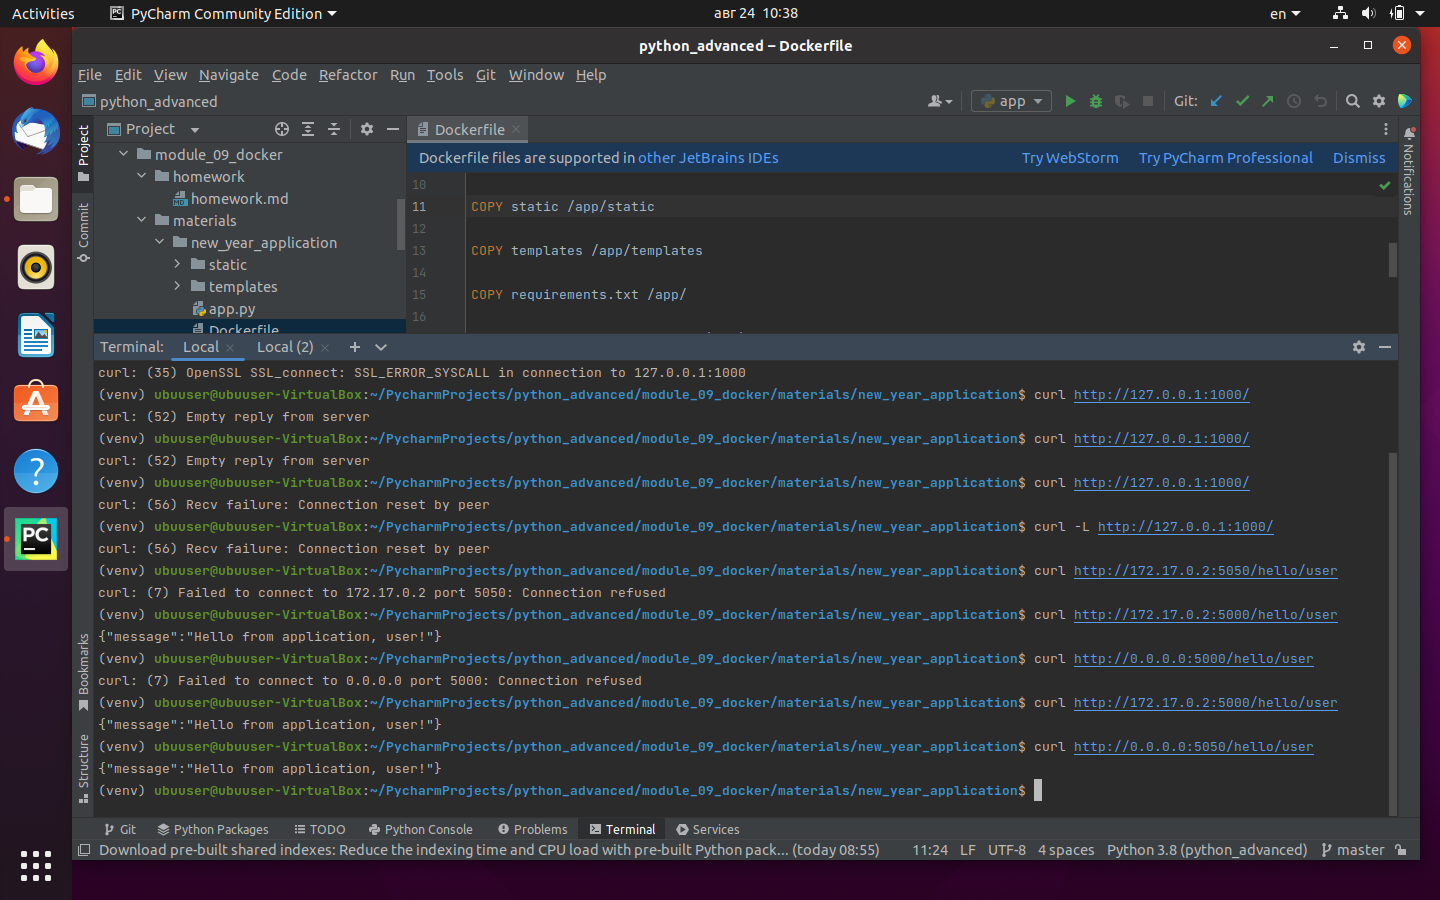 Activities PyCharm Community Edition авг 24 10:38 en
python_advanced – Dockerfile
File Edit View Navigate Code Refactor Run Tools Git Window Help
python_advanced app Git:
Project Dockerfile
Dockerfile files are supported in other JetBrains IDEs Try WebStorm Try PyCharm Professional Dismiss
Project
Commit
Bookmarks
Structure
Notifications
module_09_docker
homework
homework.md
materials
new_year_application
static
templates
app.py
Dockerfile
10
11 COPY static /app/static
12
13 COPY templates /app/templates
14
15 COPY requirements.txt /app/
16
Terminal: Local Local (2)
curl: (35) OpenSSL SSL_connect: SSL_ERROR_SYSCALL in connection to 127.0.0.1:1000
(venv) ubuuser@ubuuser-VirtualBox:~/PycharmProjects/python_advanced/module_09_docker/materials/new_year_application$ curl http://127.0.0.1:1000/
curl: (52) Empty reply from server
(venv) ubuuser@ubuuser-VirtualBox:~/PycharmProjects/python_advanced/module_09_docker/materials/new_year_application$ curl http://127.0.0.1:1000/
curl: (52) Empty reply from server
(venv) ubuuser@ubuuser-VirtualBox:~/PycharmProjects/python_advanced/module_09_docker/materials/new_year_application$ curl http://127.0.0.1:1000/
curl: (56) Recv failure: Connection reset by peer
(venv) ubuuser@ubuuser-VirtualBox:~/PycharmProjects/python_advanced/module_09_docker/materials/new_year_application$ curl -L http://127.0.0.1:1000/
curl: (56) Recv failure: Connection reset by peer
(venv) ubuuser@ubuuser-VirtualBox:~/PycharmProjects/python_advanced/module_09_docker/materials/new_year_application$ curl http://172.17.0.2:5050/hello/user
curl: (7) Failed to connect to 172.17.0.2 port 5050: Connection refused
(venv) ubuuser@ubuuser-VirtualBox:~/PycharmProjects/python_advanced/module_09_docker/materials/new_year_application$ curl http://172.17.0.2:5000/hello/user
{"message":"Hello from application, user!"}
(venv) ubuuser@ubuuser-VirtualBox:~/PycharmProjects/python_advanced/module_09_docker/materials/new_year_application$ curl http://0.0.0.0:5000/hello/user
curl: (7) Failed to connect to 0.0.0.0 port 5000: Connection refused
(venv) ubuuser@ubuuser-VirtualBox:~/PycharmProjects/python_advanced/module_09_docker/materials/new_year_application$ curl http://172.17.0.2:5000/hello/user
{"message":"Hello from application, user!"}
(venv) ubuuser@ubuuser-VirtualBox:~/PycharmProjects/python_advanced/module_09_docker/materials/new_year_application$ curl http://0.0.0.0:5050/hello/user
{"message":"Hello from application, user!"}
(venv) ubuuser@ubuuser-VirtualBox:~/PycharmProjects/python_advanced/module_09_docker/materials/new_year_application$
Git Python Packages TODO Python Console Problems Terminal Services
Download pre-built shared indexes: Reduce the indexing time and CPU load with pre-built Python pack... (today 08:55) 11:24 LF UTF-8 4 spaces Python 3.8 (python_advanced) master